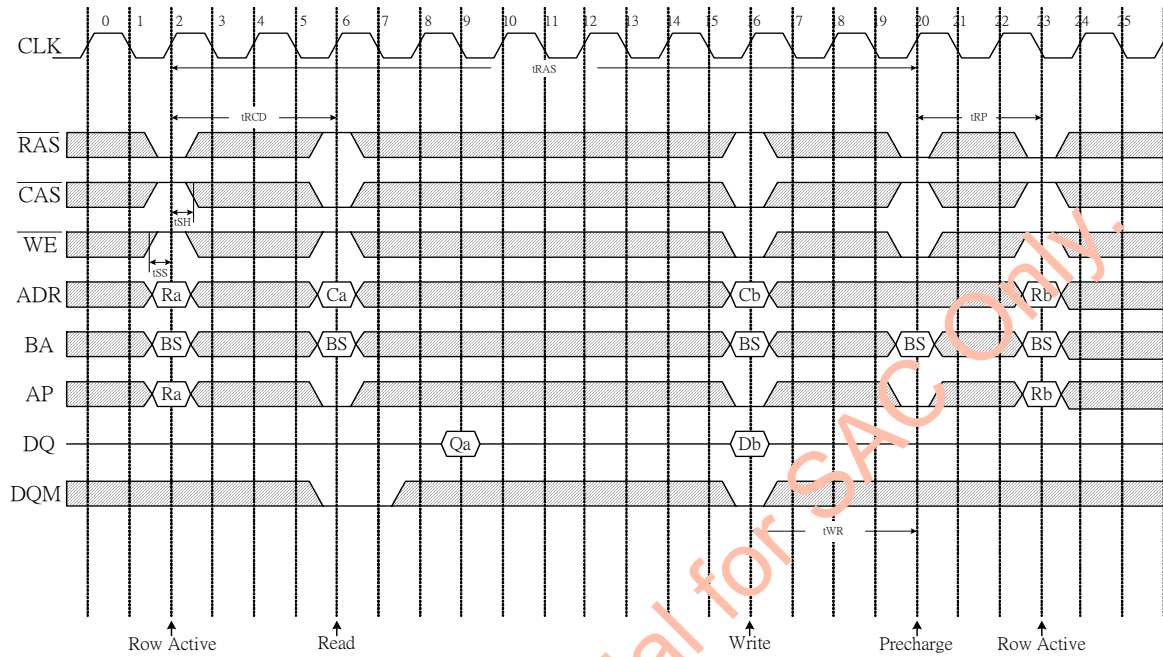 0 1 2 3 4 5 6 7 8 9 10 11 12 13 14 15 16 17 18 19 20 21 22 23 24 25
CLK
tRAS
tRCD
tRP
RAS
CAS
tSH
WE
tSS
ADR Ra Ca Cb Rb
BA BS BS BS BS BS
AP Ra Rb
DQ Qa Db
DQM
tWR
Row Active Read Write Precharge Row Active
ial for SAC Only.